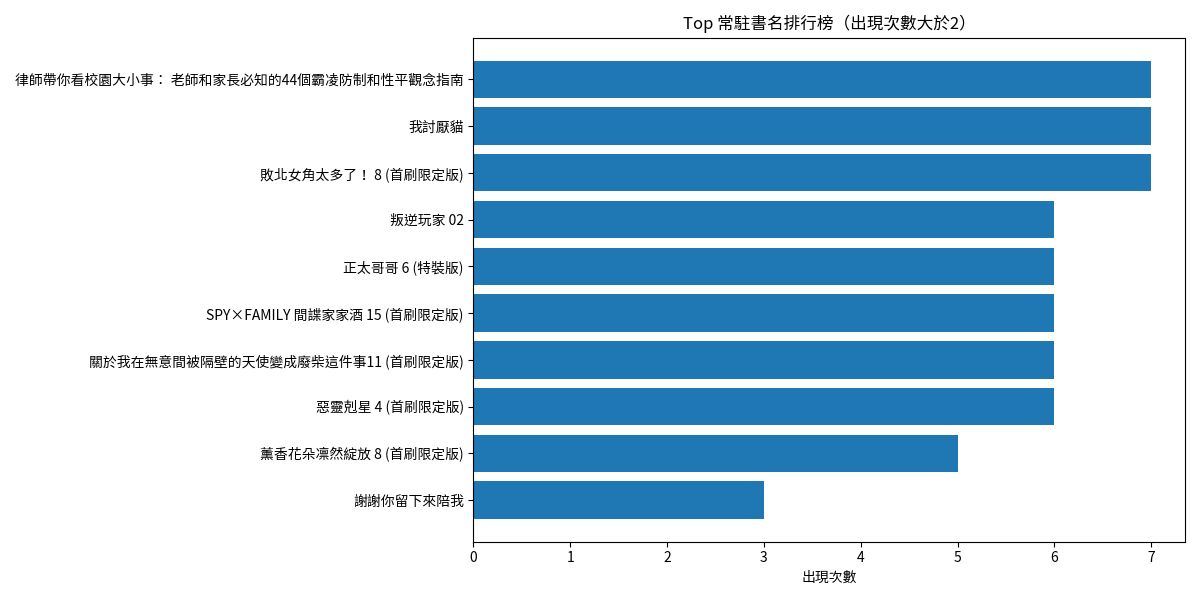 Top 常駐書名排行榜（出現次數大於2）
律師帶你看校園大小事： 老師和家長必知的44個霸凌防制和性平觀念指南
我討厭貓
敗北女角太多了！ 8 (首刷限定版)
叛逆玩家 02
正太哥哥 6 (特裝版)
SPY×FAMILY 間諜家家酒 15 (首刷限定版)
關於我在無意間被隔壁的天使變成廢柴這件事11 (首刷限定版)
惡靈剋星 4 (首刷限定版)
薰香花朵凛然綻放 8 (首刷限定版)
謝謝你留下來陪我
0 1 2 3 4 5 6 7
出現次數